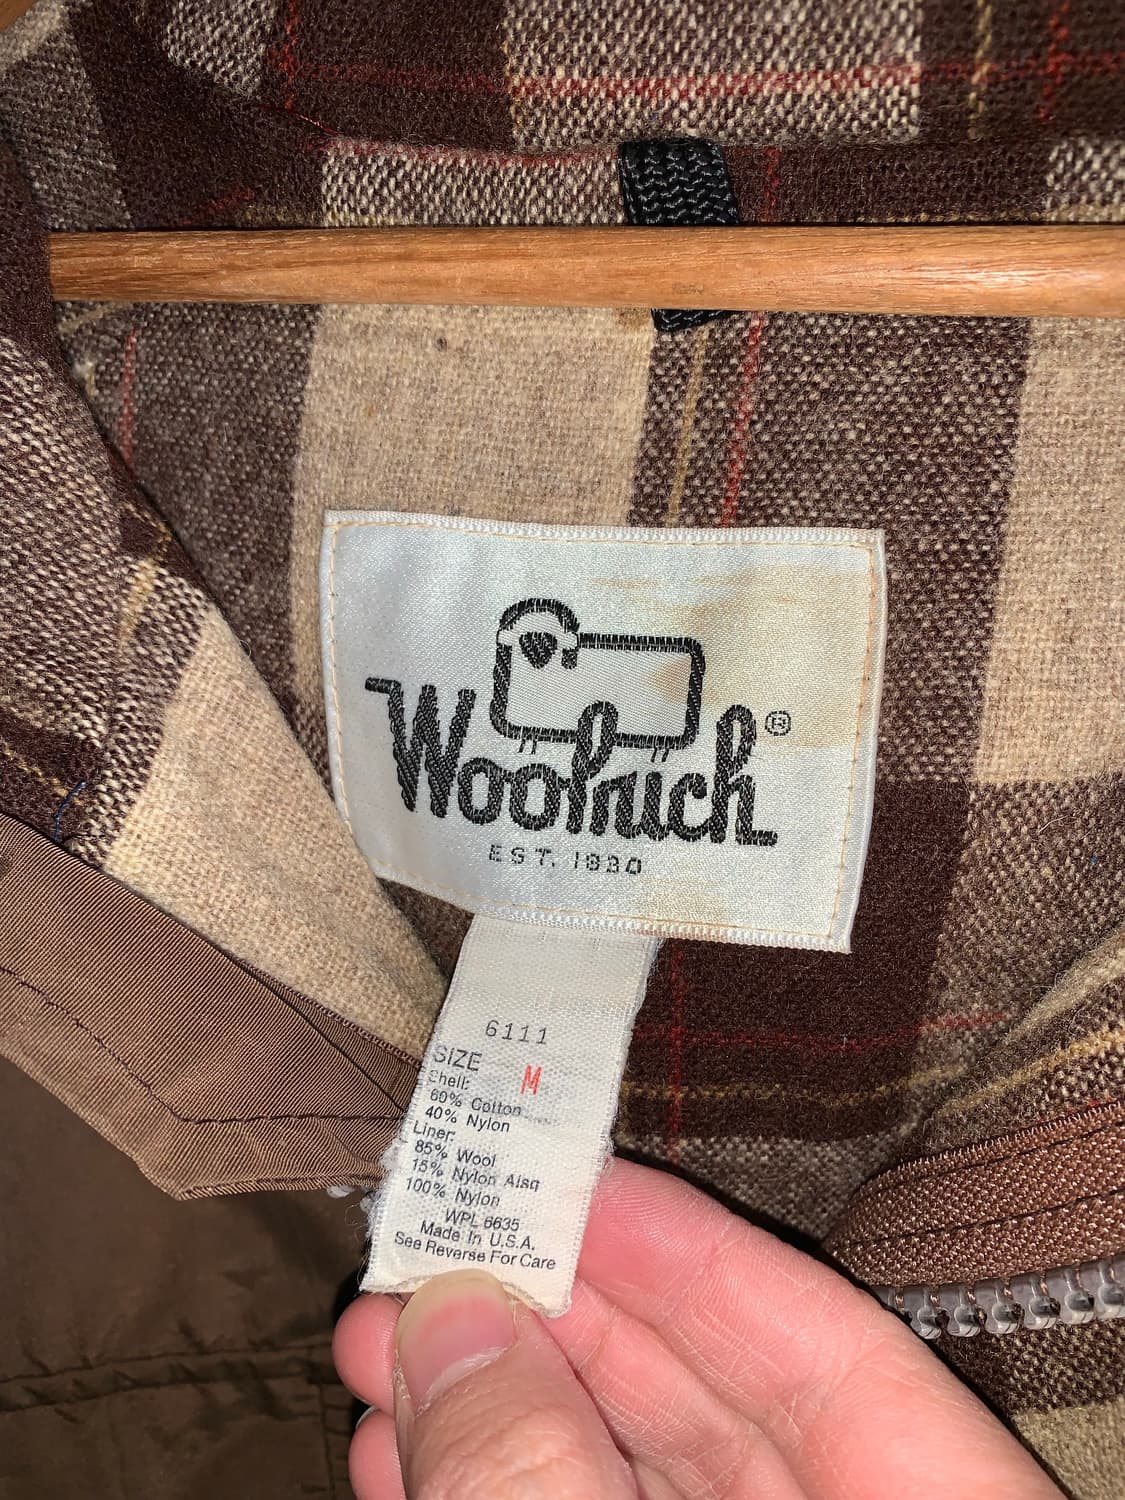 Woolrich®
EST. 1830
6111
SIZE M
Shell:
60% Cotton
40% Nylon
Liner:
85% Wool
15% Nylon Alsq
100% Nylon
WPL 6635
Made In U.S.A.
See Reverse For Care